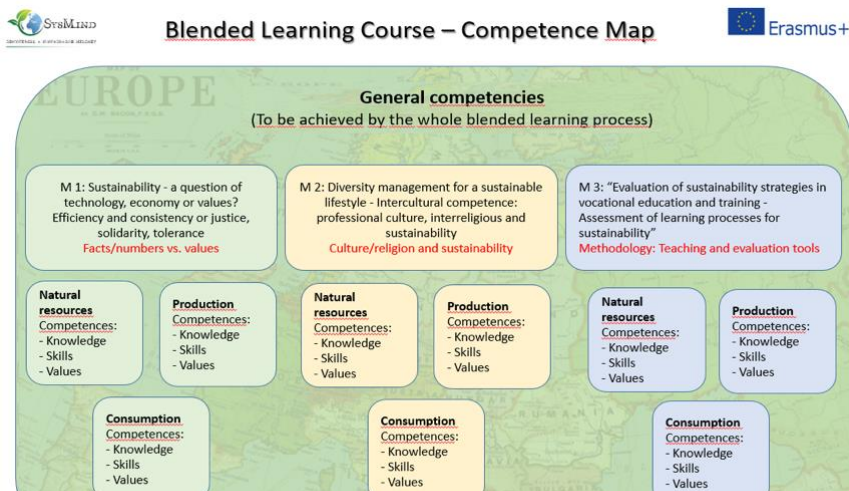 SYSMIND
Blended Learning Course – Competence Map
Erasmus+
EUROPE
General competencies
(To be achieved by the whole blended learning process)
M 1: Sustainability - a question of
technology, economy or values?
Efficiency and consistency or justice,
solidarity, tolerance
Facts/numbers vs. values
M 2: Diversity management for a sustainable
lifestyle - Intercultural competence:
professional culture, interreligious and
sustainability
Culture/religion and sustainability
M 3: “Evaluation of sustainability strategies in
vocational education and training -
Assessment of learning processes for
sustainability”
Methodology: Teaching and evaluation tools
Natural
resources
Competences:
- Knowledge
- Skills
- Values
Production
Competences:
- Knowledge
- Skills
- Values
Natural
resources
Competences:
- Knowledge
- Skills
- Values
Production
Competences:
- Knowledge
- Skills
- Values
Natural
resources
Competences:
- Knowledge
- Skills
- Values
Production
Competences:
- Knowledge
- Skills
- Values
Consumption
Competences:
- Knowledge
- Skills
- Values
Consumption
Competences:
- Knowledge
- Skills
- Values
Consumption
Competences:
- Knowledge
- Skills
- Values